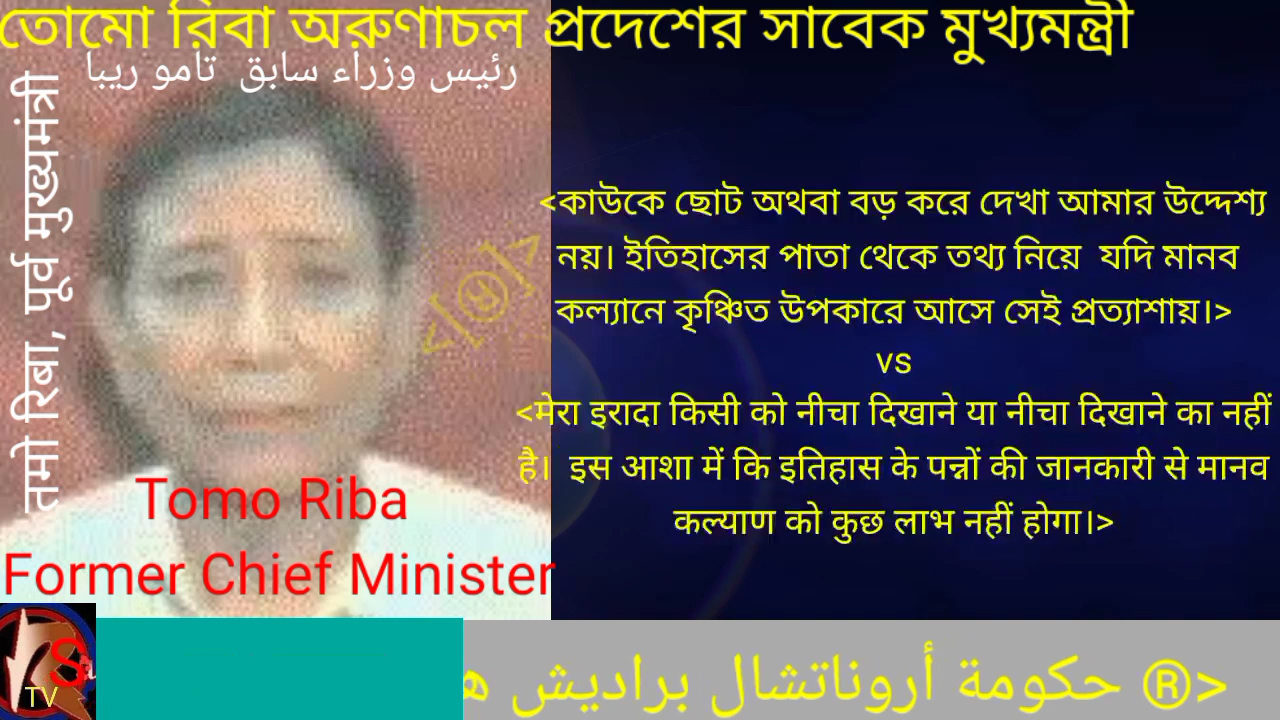 তোমো রিবা অরুণাচল প্রদেশের সাবেক মুখ্যমন্ত্রী
رئيس وزراء سابق تامو ريبا
तमो रिबा, पूर्व मुख्यमंत्री
<কাউকে ছোট অথবা বড় করে দেখা আমার উদ্দেশ্য
নয়। ইতিহাসের পাতা থেকে তথ্য নিয়ে যদি মানব
কল্যানে কৃঞ্চিত উপকারে আসে সেই প্রত্যাশায়।>
vs
<मेरा इरादा किसी को नीचा दिखाने या नीचा दिखाने का नहीं
है। इस आशा में कि इतिहास के पन्नों की जानकारी से मानव
कल्याण को कुछ लाभ नहीं होगा।>
Tomo Riba
Former Chief Minister
TV
<® حكومة أروناتشال براديش ه